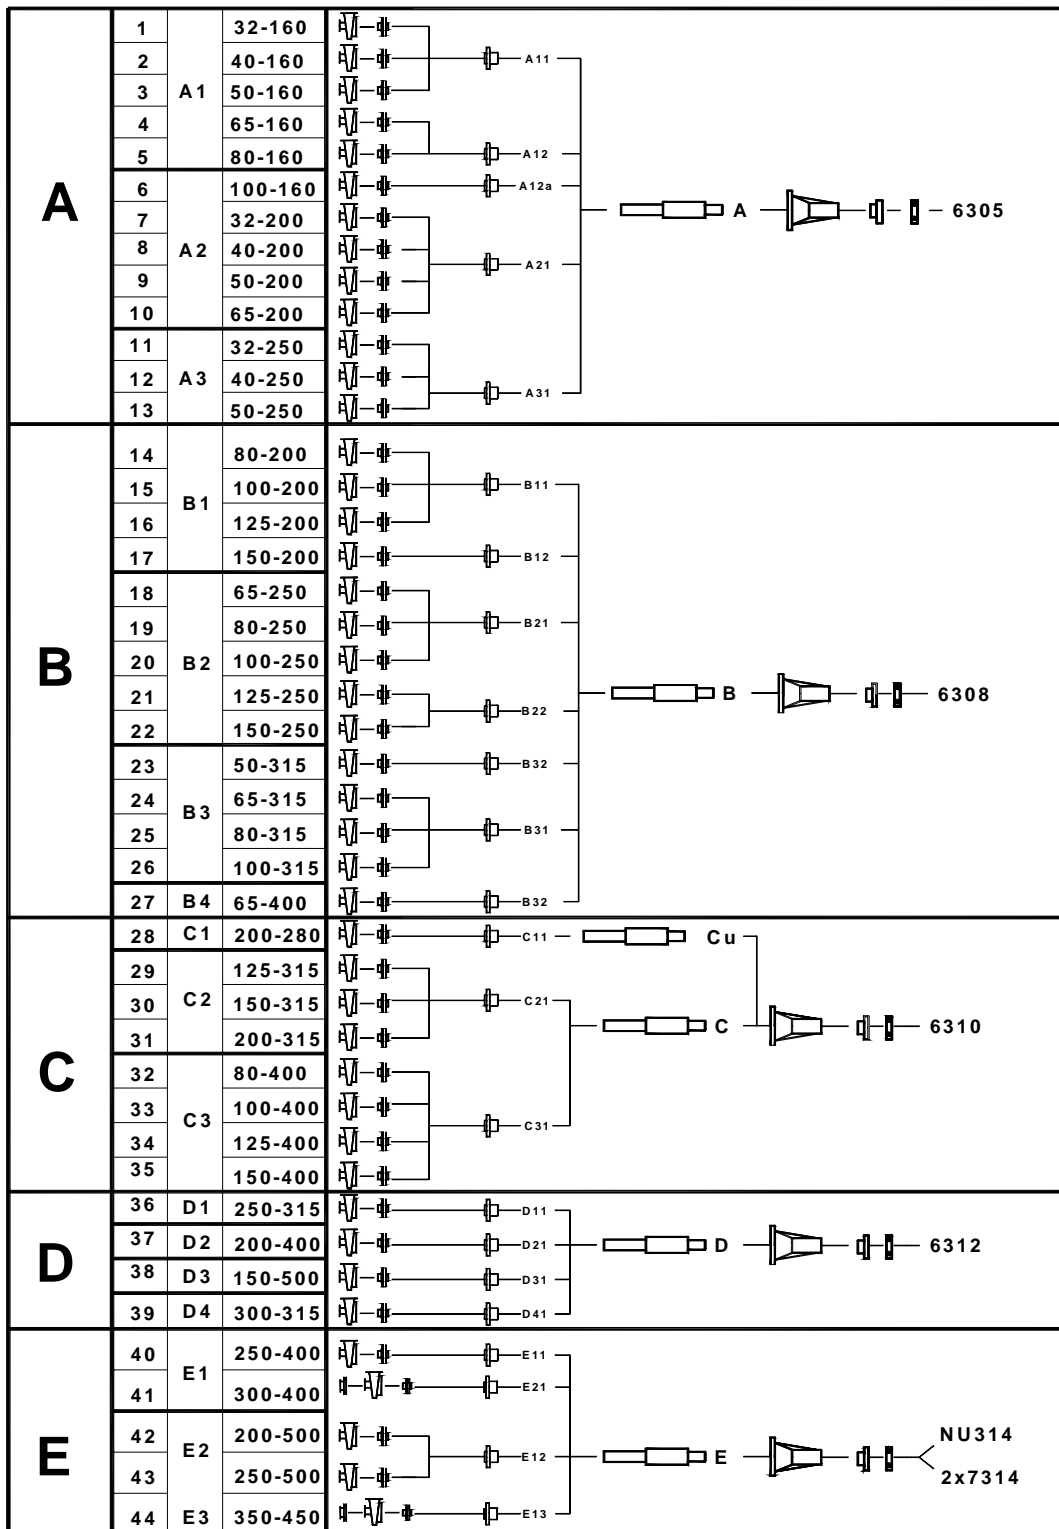 1 32-160
2 40-160 A11
3 A1 50-160
4 65-160
5 80-160 A12
6 100-160 A12a
A 7 32-200 A 6305
8 A2 40-200
9 50-200 A21
10 65-200
11 32-250
12 A3 40-250 A31
13 50-250
14 80-200
15 100-200 B11
B1
16 125-200
17 150-200 B12
18 65-250
19 80-250 B21
B 20 B2 100-250
21 125-250 B 6308
22 150-250 B22
23 50-315 B32
24 65-315
B3
25 80-315 B31
26 100-315
27 B4 65-400 B32
28 C1 200-280 C11 Cu
29 125-315
30 C2 150-315 C21
31 200-315 C 6310
C 32 80-400
33 100-400
C3 C31
34 125-400
35 150-400
36 D1 250-315 D11
37 D2 200-400 D21 D 6312
D
38 D3 150-500 D31
39 D4 300-315 D41
40 250-400 E11
E1
41 300-400 E21
42 200-500 NU314
E E2 E12 E
43 250-500 2x7314
44 E3 350-450 E13